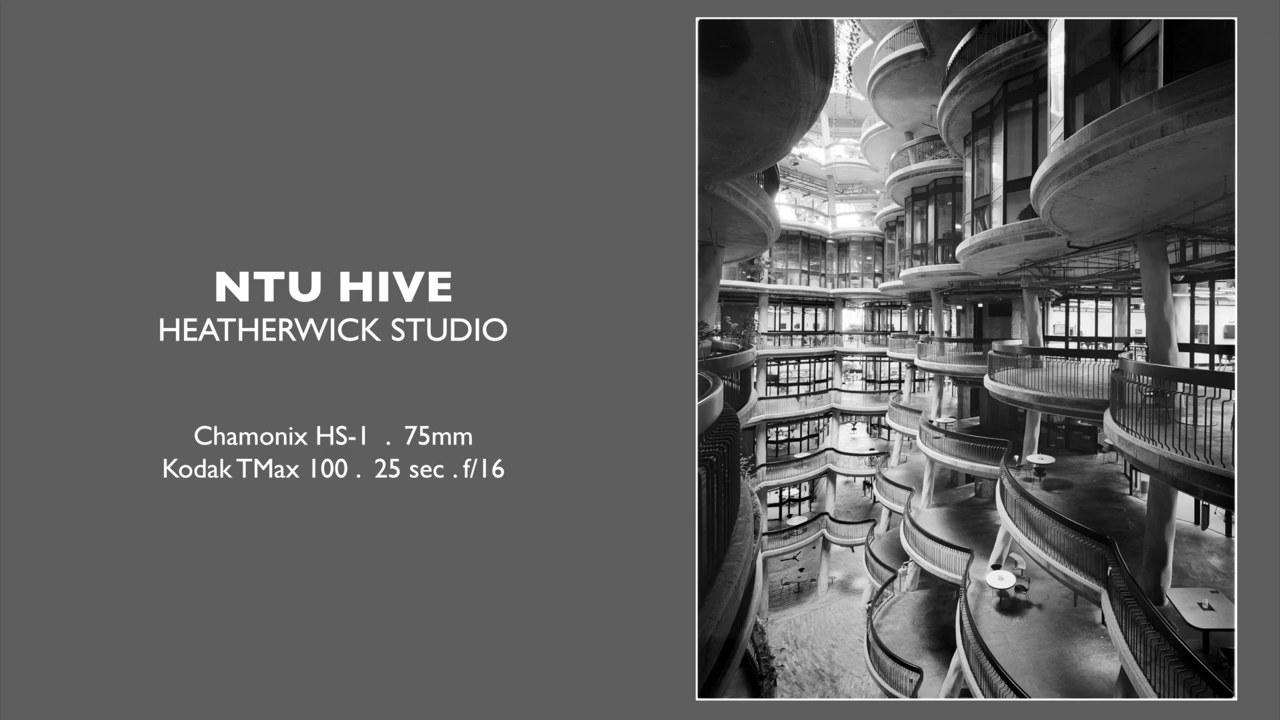 NTU HIVE
HEATHERWICK STUDIO
Chamonix HS-1 . 75mm
Kodak TMax 100 . 25 sec . f/16